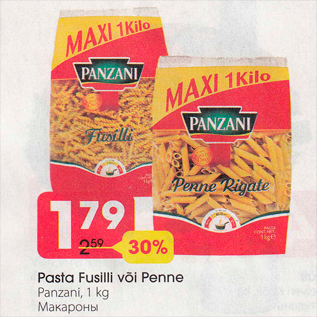 MAXI 1Kilo
PANZANI
Fusilli
MAXI 1Kilo
PANZANI
Penne Rigate
1kg e
1 79
2 59
30%
Pasta Fusilli või Penne
Panzani, 1 kg
Макароны